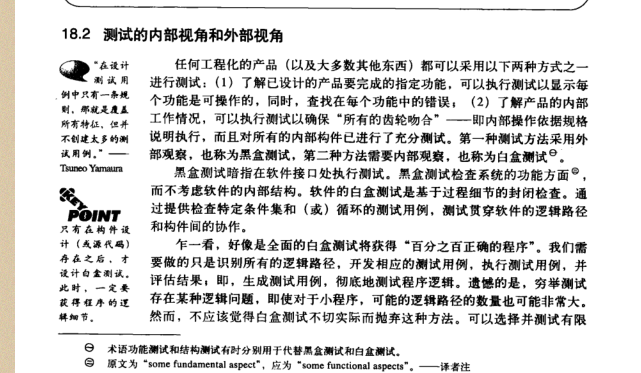 18.2 测试的内部视角和外部视角
“在设计
测试用
例中只有一条规
则，那就是覆盖
所有特征，但并
不创建太多的测
试用例。”——
Tsuneo Yamaura
KEY
POINT
只有在构件设
计（或源代码）
存在之后，才
设计白盒测试。
此时，一定要
获得程序的逻
辑细节。
任何工程化的产品（以及大多数其他东西）都可以采用以下两种方式之一
进行测试：（1）了解已设计的产品要完成的指定功能，可以执行测试以显示每
个功能是可操作的，同时，查找在每个功能中的错误；（2）了解产品的内部
工作情况，可以执行测试以确保“所有的齿轮吻合”——即内部操作依据规格
说明执行，而且对所有的内部构件已进行了充分测试。第一种测试方法采用外
部观察，也称为黑盒测试，第二种方法需要内部观察，也称为白盒测试㊀。
黑盒测试暗指在软件接口处执行测试。黑盒测试检查系统的功能方面㊁，
而不考虑软件的内部结构。软件的白盒测试是基于过程细节的封闭检查。通
过提供检查特定条件集和（或）循环的测试用例，测试贯穿软件的逻辑路径
和构件间的协作。
乍一看，好像是全面的白盒测试将获得“百分之百正确的程序”。我们需
要做的只是识别所有的逻辑路径，开发相应的测试用例，执行测试用例，并
评估结果；即，生成测试用例，彻底地测试程序逻辑。遗憾的是，穷举测试
存在某种逻辑问题，即使对于小程序，可能的逻辑路径的数量也可能非常大。
然而，不应该觉得白盒测试不切实际而抛弃这种方法。可以选择并测试有限
㊀ 术语功能测试和结构测试有时分别用于代替黑盒测试和白盒测试。
㊁ 原文为“some fundamental aspect”，应为“some functional aspects”。——译者注